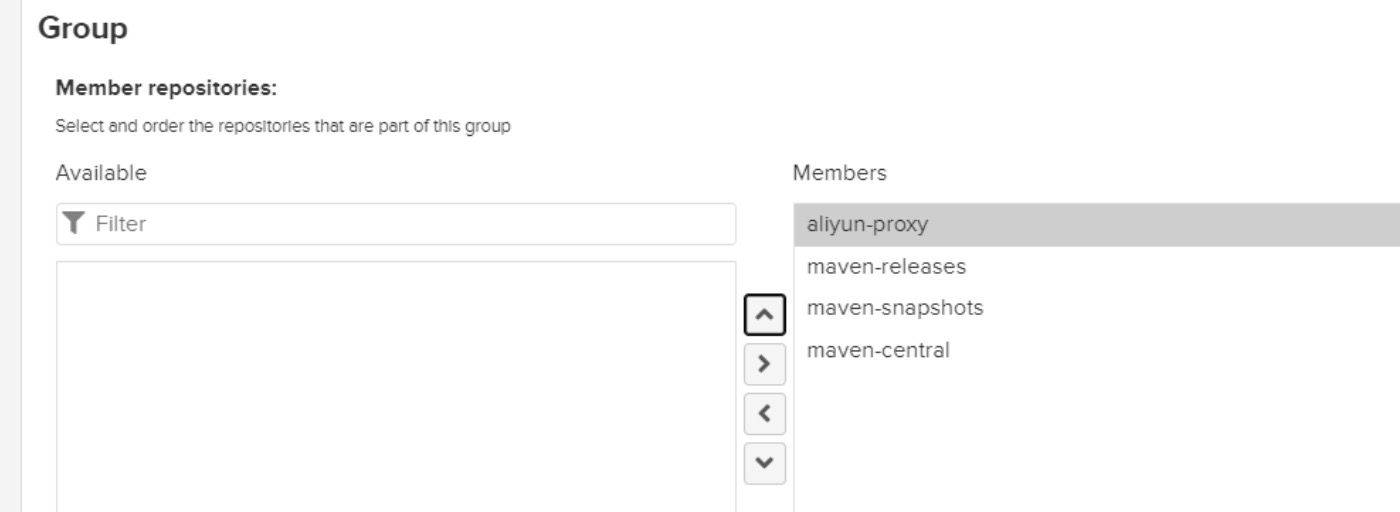 Group
Member repositories:
Select and order the repositories that are part of this group
Available
Filter
Members
aliyun-proxy
maven-releases
maven-snapshots
maven-central